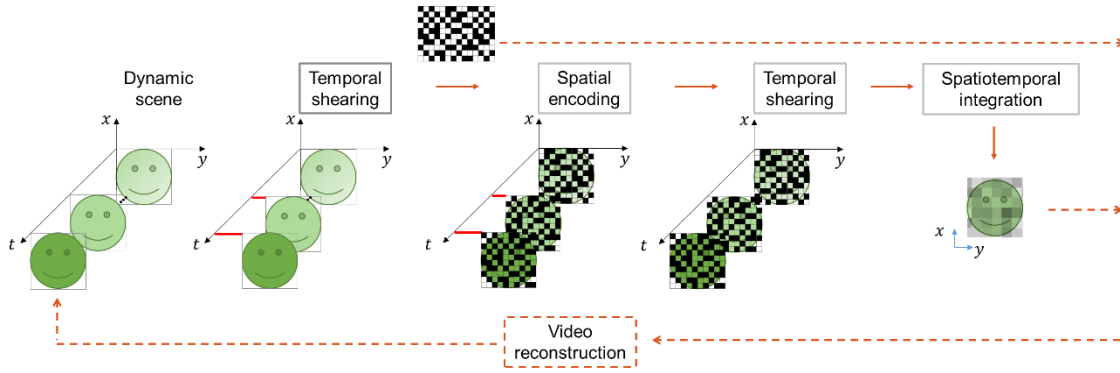 Dynamic
scene
Temporal
shearing
Spatial
encoding
Temporal
shearing
Spatiotemporal
integration
x
y
t
x
y
t
x
y
t
x
y
t
x
y
Video
reconstruction